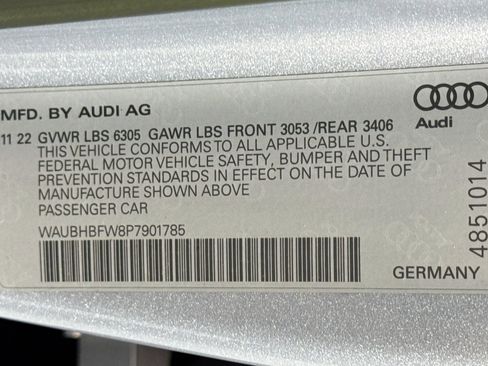 MFD. BY AUDI AG
Audi
11 22 GVWR LBS 6305 GAWR LBS FRONT 3053 /REAR 3406
THIS VEHICLE CONFORMS TO ALL APPLICABLE U.S.
FEDERAL MOTOR VEHICLE SAFETY, BUMPER AND THEFT
PREVENTION STANDARDS IN EFFECT ON THE DATE OF
MANUFACTURE SHOWN ABOVE
PASSENGER CAR
WAUBHBFW8P7901785
GERMANY
4851014